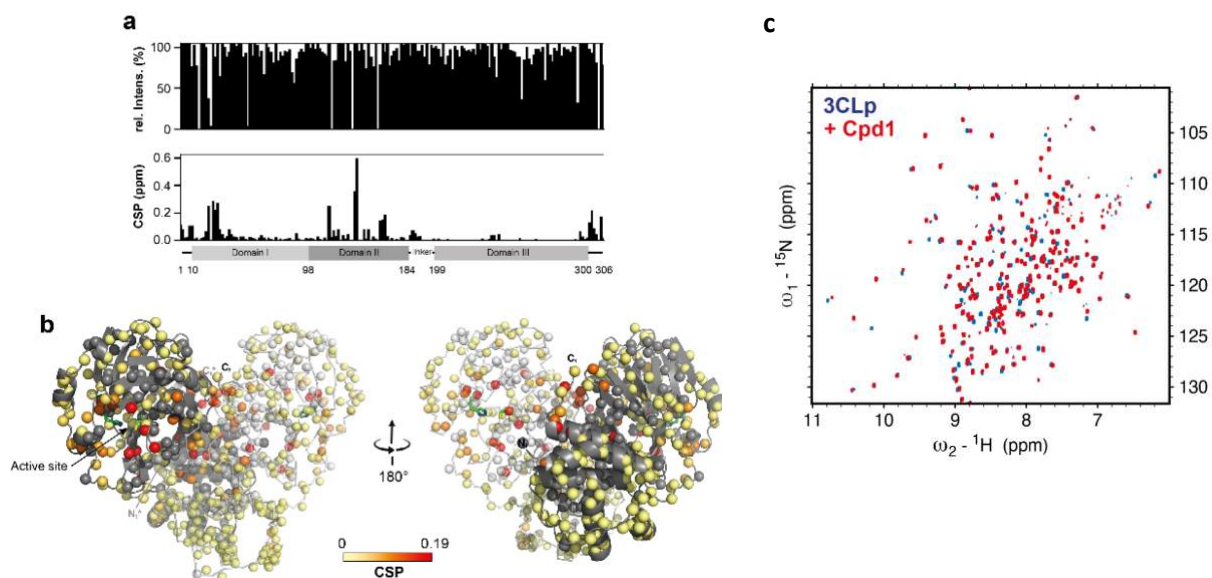 a
rel. Intens. (%)
100
50
0
CSP (ppm)
0.6
0.4
0.2
0.0
Domain I
Domain II
linker
Domain III
1 10 98 184 199 300 306
b
Active site
C
N
180°
0 0.19
CSP
c
3CLp
+ Cpd1
ω1 - 15N (ppm)
105
110
115
120
125
130
11 10 9 8 7
ω2 - 1H (ppm)